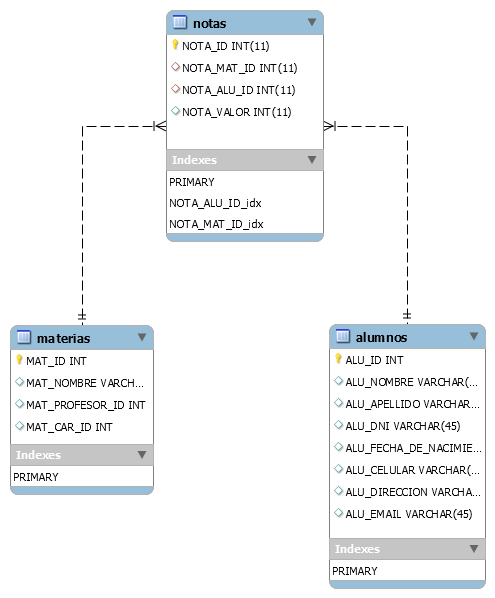 notas
NOTA_ID INT(11)
NOTA_MAT_ID INT(11)
NOTA_ALU_ID INT(11)
NOTA_VALOR INT(11)
Indexes
PRIMARY
NOTA_ALU_ID_idx
NOTA_MAT_ID_idx
materias
MAT_ID INT
MAT_NOMBRE VARCH...
MAT_PROFESOR_ID INT
MAT_CAR_ID INT
Indexes
PRIMARY
alumnos
ALU_ID INT
ALU_NOMBRE VARCHAR(...
ALU_APELLIDO VARCHAR...
ALU_DNI VARCHAR(45)
ALU_FECHA_DE_NACIMIE...
ALU_CELULAR VARCHAR(...
ALU_DIRECCION VARCHA...
ALU_EMAIL VARCHAR(45)
Indexes
PRIMARY